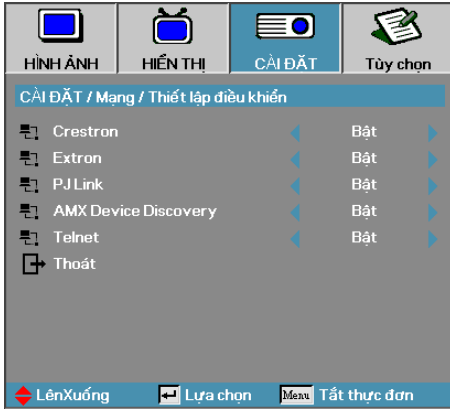 HÌNH ẢNH HIỂN THỊ CÀI ĐẶT Tùy chọn
CÀI ĐẶT / Mạng / Thiết lập điều khiển
Crestron Bật
Extron Bật
PJ Link Bật
AMX Device Discovery Bật
Telnet Bật
Thoát
LênXuống Lựa chọn Menu Tắt thực đơn